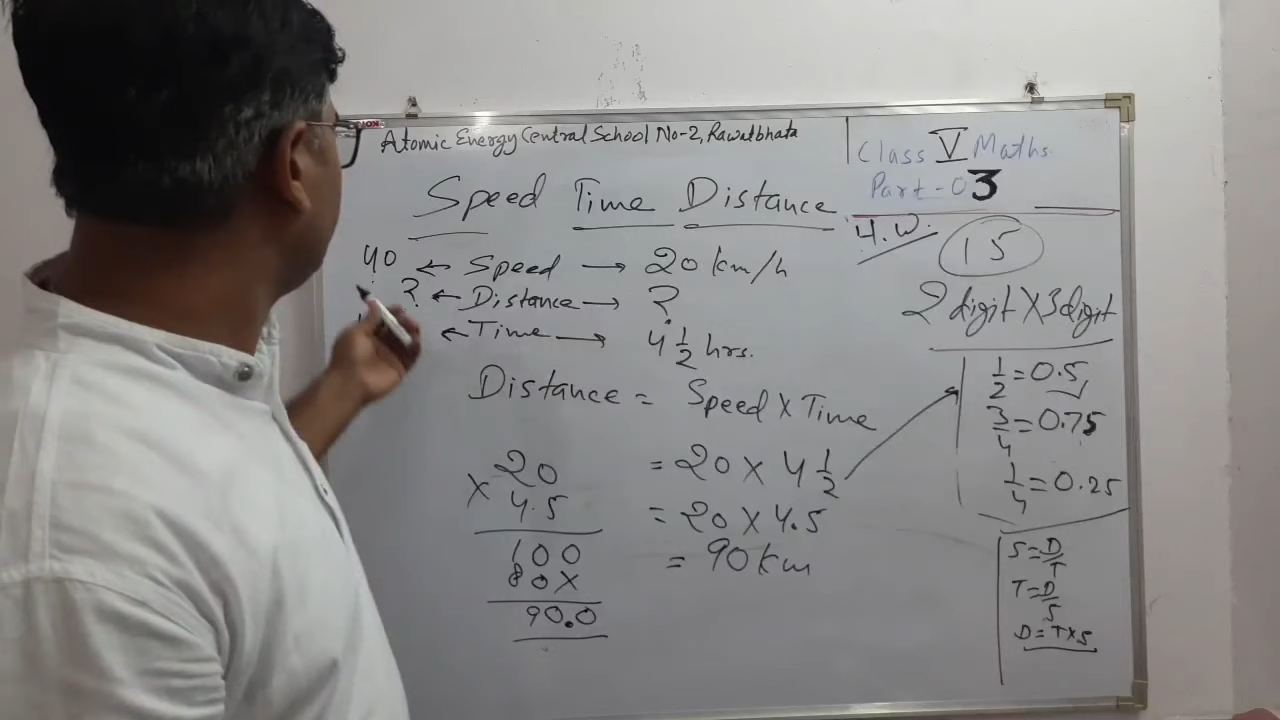 Atomic Energy Central School No-2, Rawatbhata
Class V Maths
Part-03
Speed Time Distance
H.W.
15
2 digit X 3 digit
40 ← Speed → 20 km/h
? ← Distance → ?
← Time → 4 1/2 hrs.
Distance = Speed X Time
= 20 X 4 1/2
= 20 X 4.5
= 90 km
20
X 4.5
100
80X
90.0
1/2 = 0.5
3/4 = 0.75
1/4 = 0.25
S = D/T
T = D/S
D = T X S